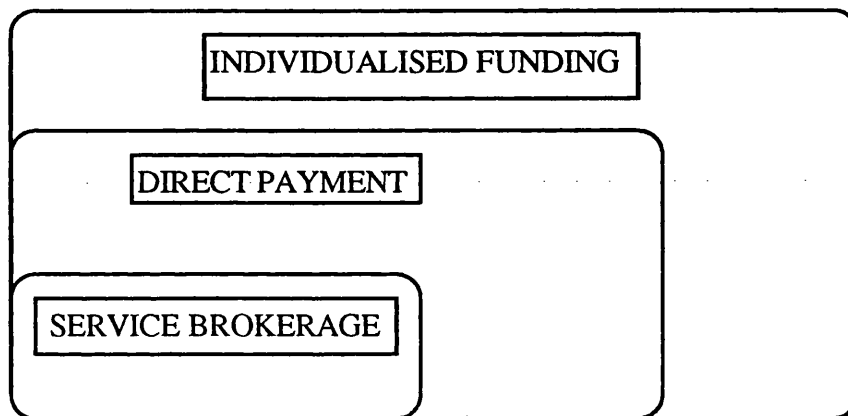 INDIVIDUALISED FUNDING
DIRECT PAYMENT
SERVICE BROKERAGE